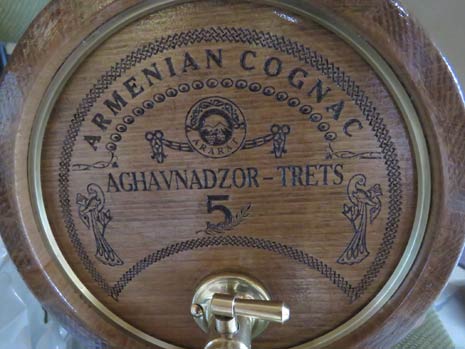 ARMENIAN COGNAC
ARARAT
AGHAVNADZOR – TRETS
5